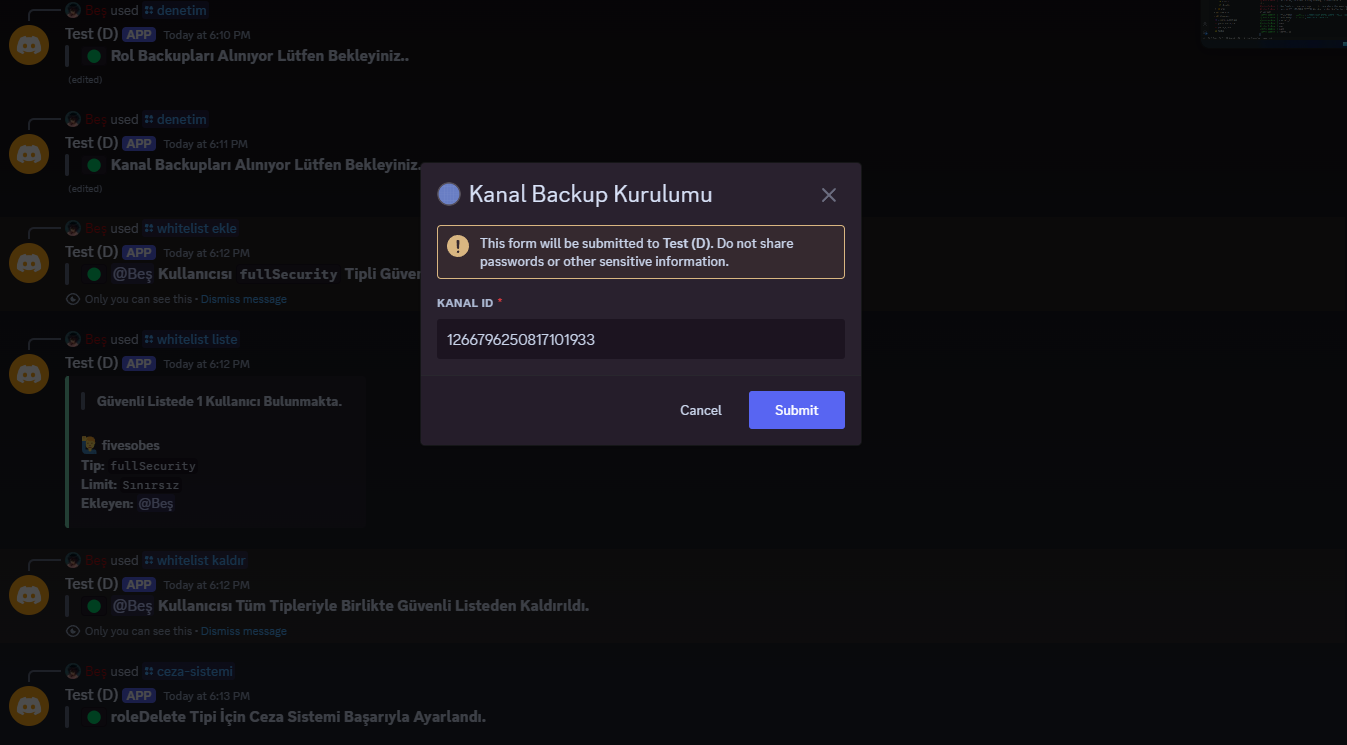 Beş used denetim
Test (D) APP Today at 6:10 PM
Rol Backupları Alınıyor Lütfen Bekleyiniz..
(edited)
Beş used denetim
Test (D) APP Today at 6:11 PM
Kanal Backupları Alınıyor Lütfen Bekleyiniz.
(edited)
Beş used whitelist ekle
Test (D) APP Today at 6:12 PM
@Beş Kullanıcısı fullSecurity Tipli Güven
Only you can see this • Dismiss message
Beş used whitelist liste
Test (D) APP Today at 6:12 PM
Güvenli Listede 1 Kullanıcı Bulunmakta.
fivesobes
Tip: fullSecurity
Limit: Sınırsız
Ekleyen: @Beş
Beş used whitelist kaldır
Test (D) APP Today at 6:12 PM
@Beş Kullanıcısı Tüm Tipleriyle Birlikte Güvenli Listeden Kaldırıldı.
Only you can see this • Dismiss message
Beş used ceza-sistemi
Test (D) APP Today at 6:13 PM
roleDelete Tipi İçin Ceza Sistemi Başarıyla Ayarlandı.
Kanal Backup Kurulumu
This form will be submitted to Test (D). Do not share
passwords or other sensitive information.
KANAL ID *
1266796250817101933
Cancel
Submit